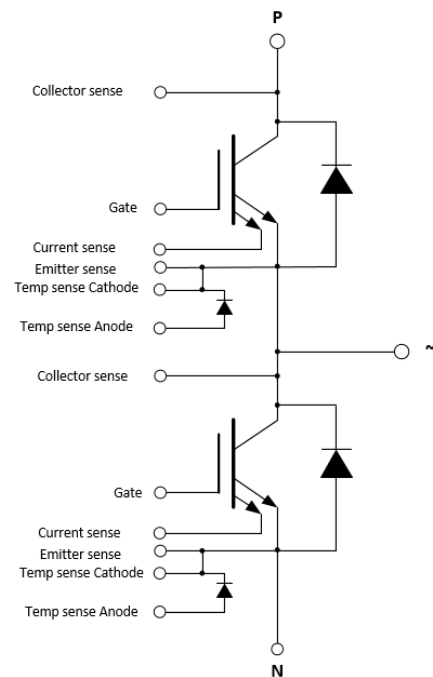 P
Collector sense
Gate
Current sense
Emitter sense
Temp sense Cathode
Temp sense Anode
~
Collector sense
Gate
Current sense
Emitter sense
Temp sense Cathode
Temp sense Anode
N